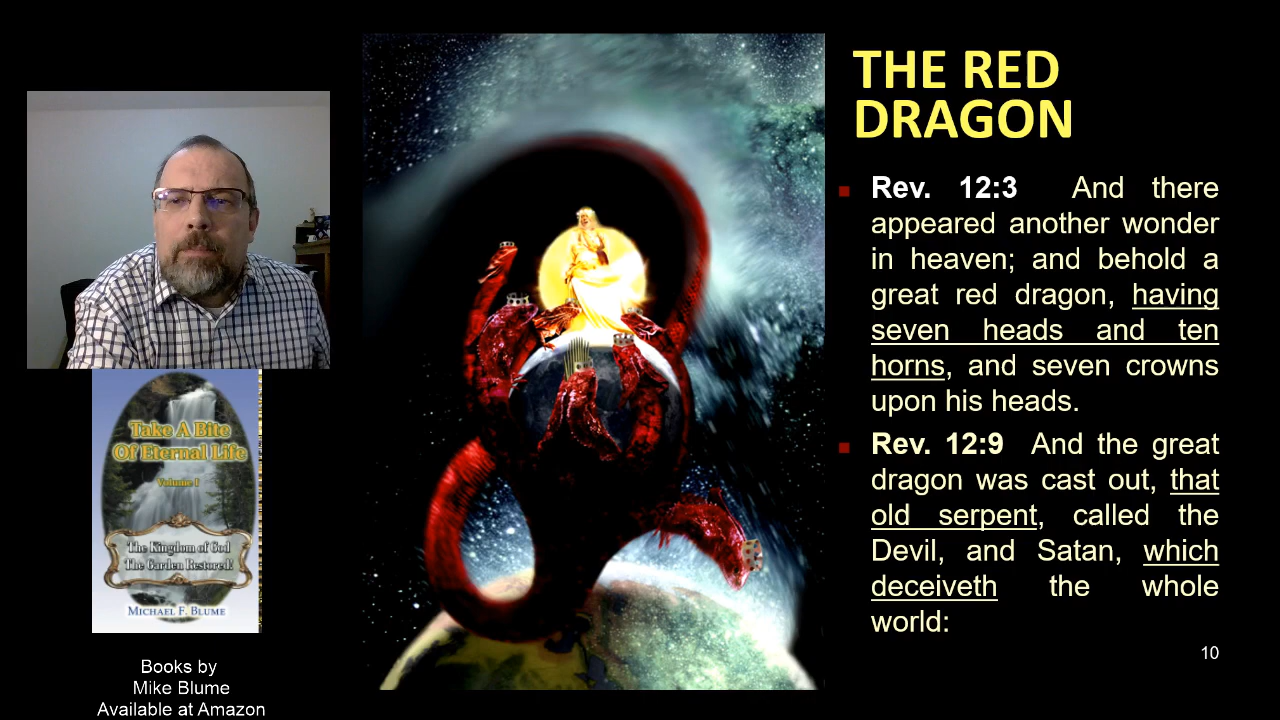 THE RED
DRAGON
Rev. 12:3 And there
appeared another wonder
in heaven; and behold a
great red dragon, having
seven heads and ten
horns, and seven crowns
upon his heads.
Rev. 12:9 And the great
dragon was cast out, that
old serpent, called the
Devil, and Satan, which
deceiveth the whole
world:
10
Take A Bite
Of Eternal Life
Volume I
The Kingdom of God
The Garden Restored!
MICHAEL F. BLUME
Books by
Mike Blume
Available at Amazon